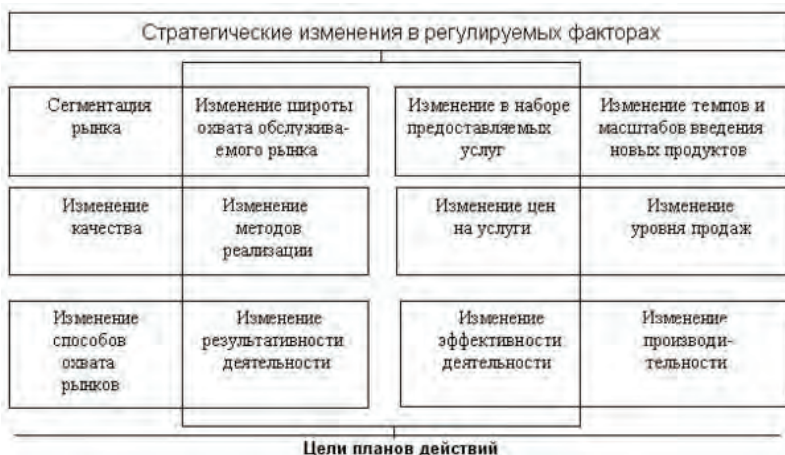 Стратегические изменения в регулируемых факторах
Сегментация
рынка
Изменение широты
охвата обслужива-
емого рынка
Изменение в наборе
предоставляемых
услуг
Изменение темпов и
масштабов введения
новых продуктов
Изменение
качества
Изменение
методов
реализации
Изменение цен
на услуги
Изменение
уровня продаж
Изменение
способов
охвата
рынков
Изменение
результативности
деятельности
Изменение
эффективности
деятельности
Изменение
производи-
тельности
Цели планов действий